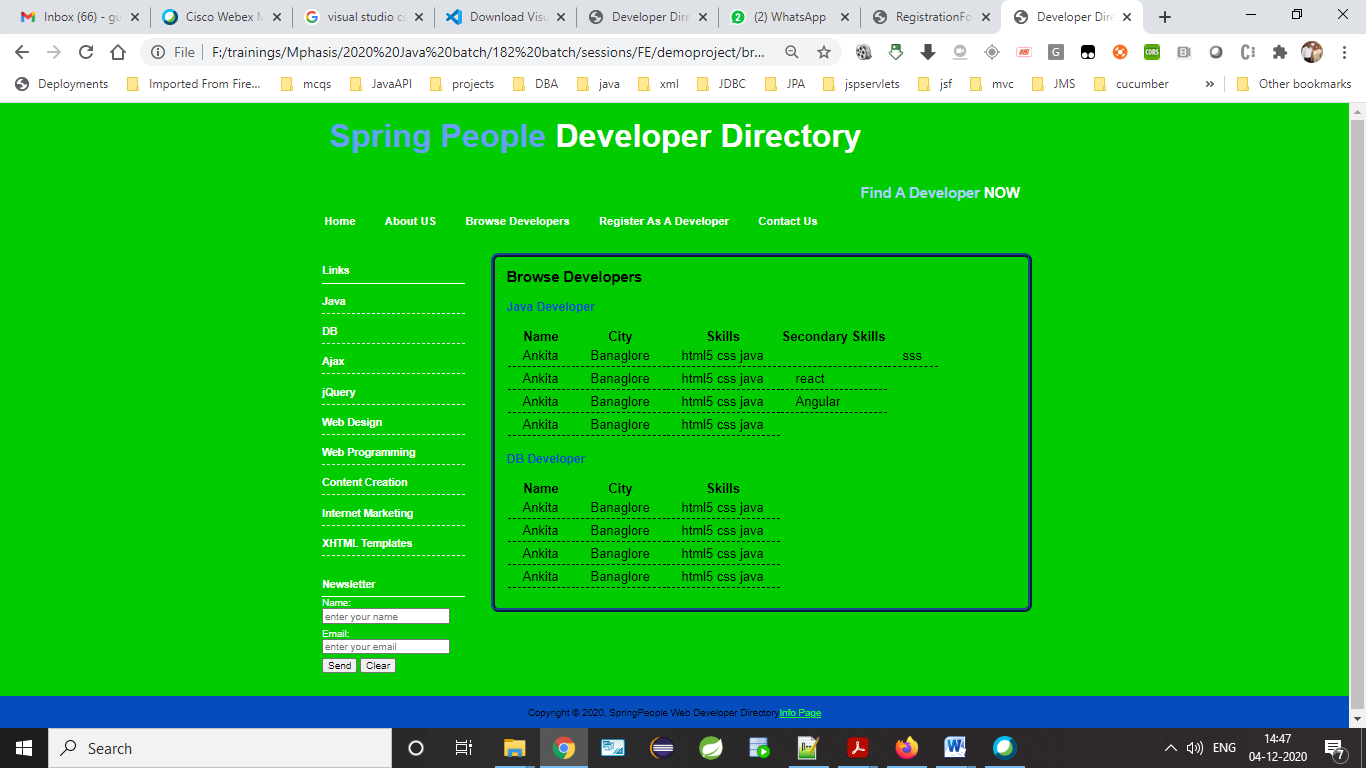 Inbox (66) - gu
Cisco Webex M
visual studio co
Download Visu
Developer Dire
(2) WhatsApp
RegistrationFo
Developer Dire
File
F:/trainings/Mphasis/2020%20Java%20batch/182%20batch/sessions/FE/demoproject/br...
Deployments
Imported From Fire...
mcqs
JavaAPI
projects
DBA
java
xml
JDBC
JPA
jspservlets
jsf
mvc
JMS
cucumber
»
Other bookmarks
Spring People Developer Directory
Find A Developer NOW
Home About US Browse Developers Register As A Developer Contact Us
Links
Java
DB
Ajax
jQuery
Web Design
Web Programming
Content Creation
Internet Marketing
XHTML Templates
Newsletter
Name:
enter your name
Email:
enter your email
Send Clear
Browse Developers
Java Developer
Name City Skills Secondary Skills
Ankita Banaglore html5 css java sss
Ankita Banaglore html5 css java react
Ankita Banaglore html5 css java Angular
Ankita Banaglore html5 css java
DB Developer
Name City Skills
Ankita Banaglore html5 css java
Ankita Banaglore html5 css java
Ankita Banaglore html5 css java
Ankita Banaglore html5 css java
Copyright © 2020, SpringPeople Web Developer DirectoryInfo Page
Search
ENG
14:47
04-12-2020
7